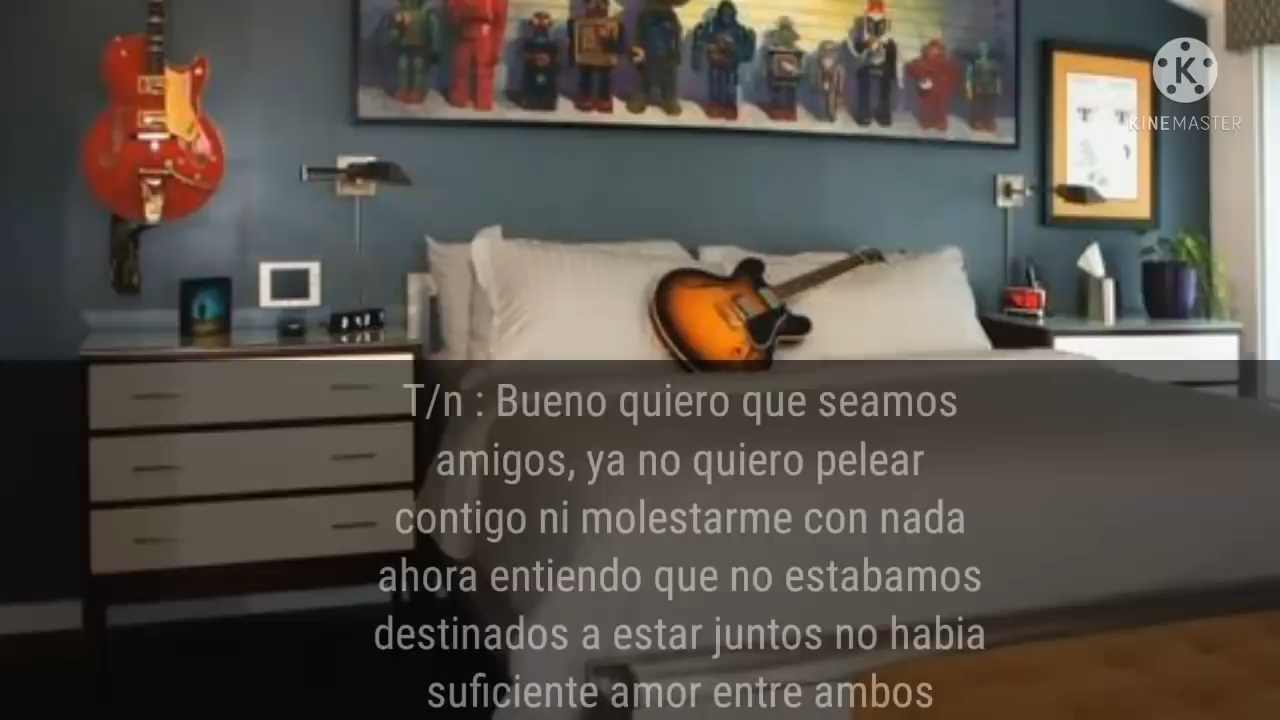 K
KINEMASTER
T/n : Bueno quiero que seamos
amigos, ya no quiero pelear
contigo ni molestarme con nada
ahora entiendo que no estabamos
destinados a estar juntos no habia
suficiente amor entre ambos